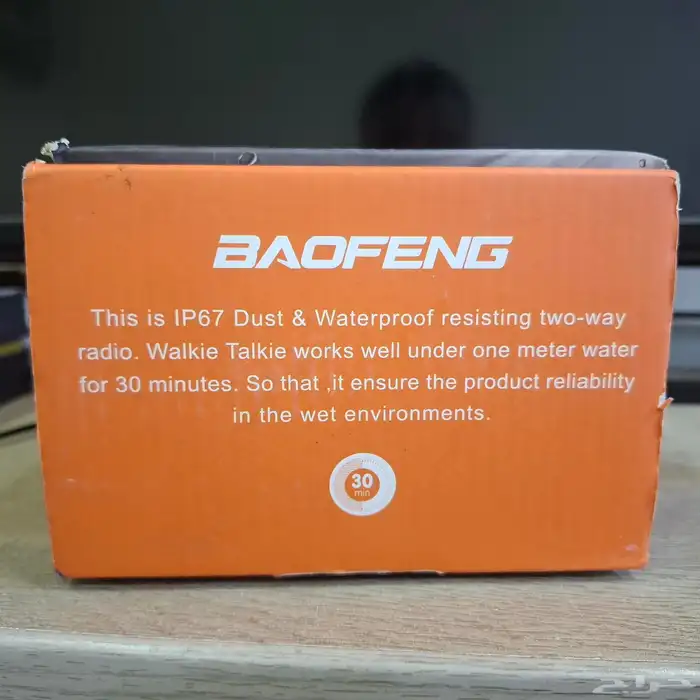 BAOFENG
This is IP67 Dust & Waterproof resisting two-way
radio. Walkie Talkie works well under one meter water
for 30 minutes. So that ,it ensure the product reliability
in the wet environments.
30
min
حراج